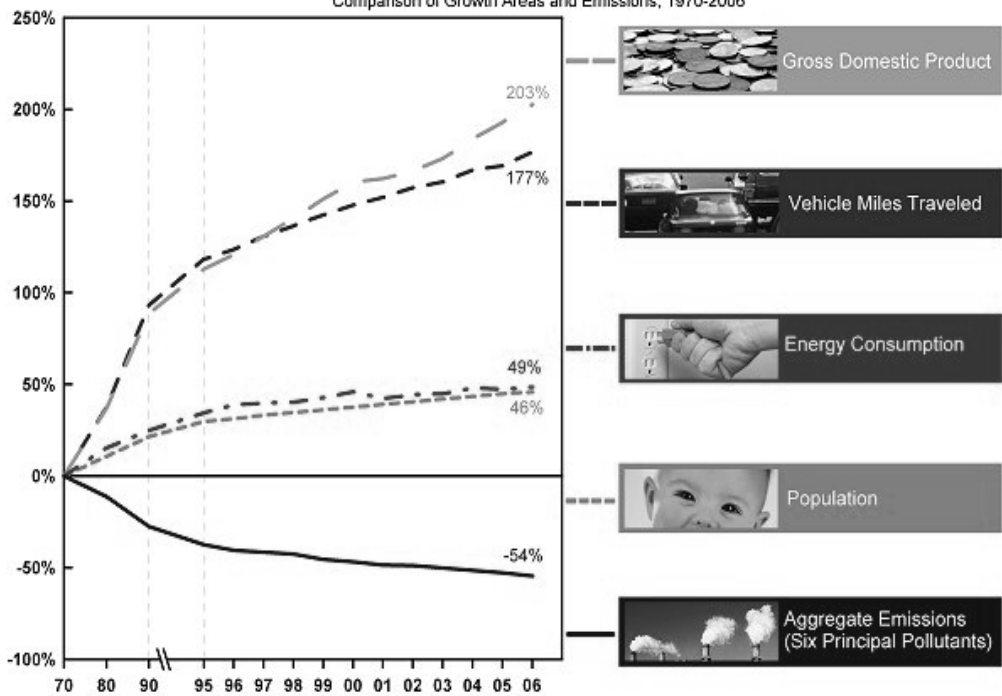 Comparison of Growth Areas and Emissions, 1970-2006
250%
200%
150%
100%
50%
0%
-50%
-100%
203%
177%
49%
46%
-54%
70 80 90 95 96 97 98 99 00 01 02 03 04 05 06
Gross Domestic Product
Vehicle Miles Traveled
Energy Consumption
Population
Aggregate Emissions
(Six Principal Pollutants)